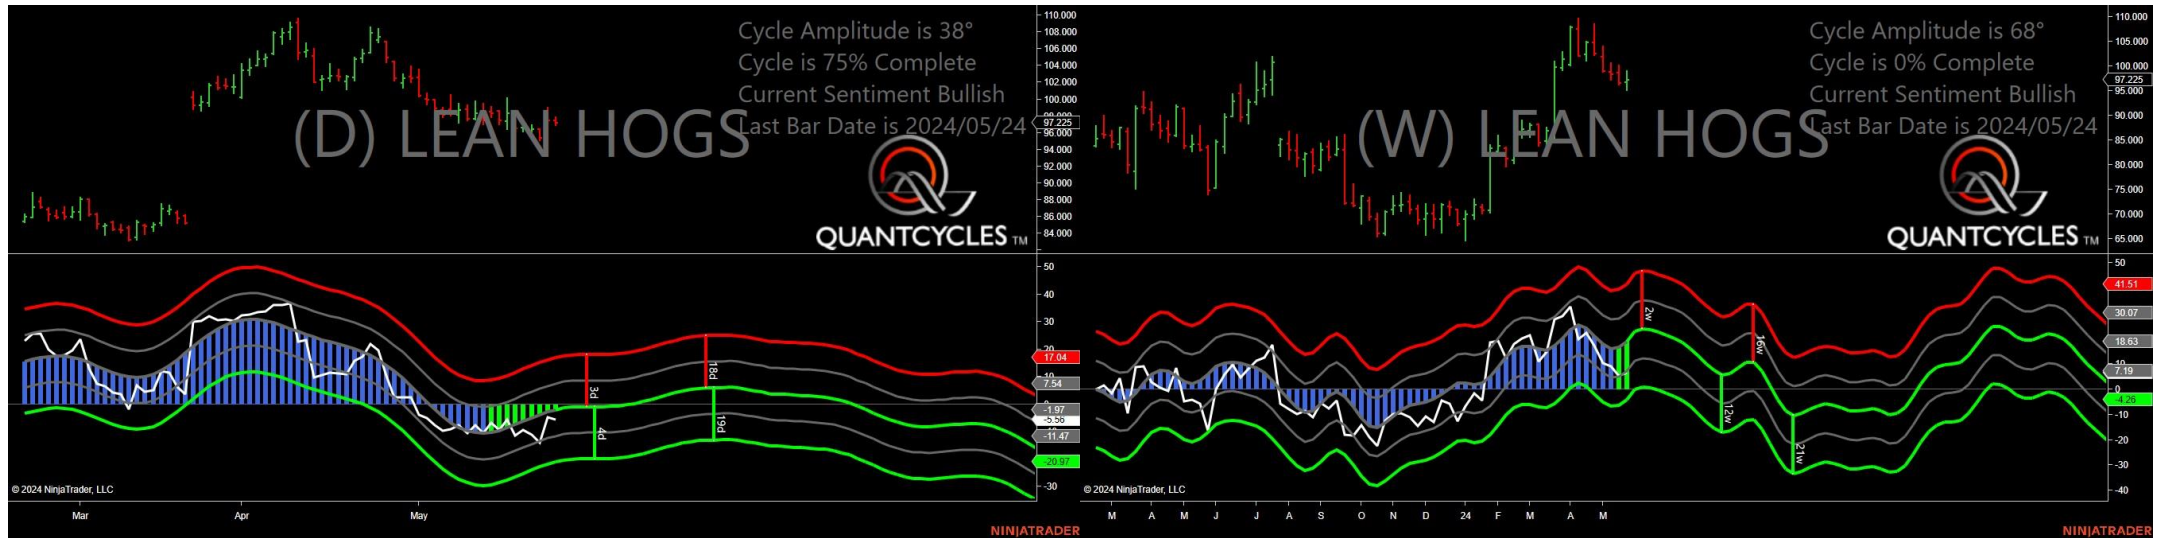 Cycle Amplitude is 38°
Cycle is 75% Complete
Current Sentiment Bullish
Last Bar Date is 2024/05/24
(D) LEAN HOGS
QUANTCYCLES TM
110.000
108.000
106.000
104.000
102.000
100.000
97.225
96.000
94.000
92.000
90.000
88.000
86.000
84.000
50
40
30
20
17.04
10
7.54
0
-1.97
-5.56
-11.47
-20.97
-30
3d
4d
18d
19d
© 2024 NinjaTrader, LLC
Mar
Apr
May
NINJATRADER
Cycle Amplitude is 68°
Cycle is 0% Complete
Current Sentiment Bullish
Last Bar Date is 2024/05/24
(W) LEAN HOGS
QUANTCYCLES TM
110.000
105.000
100.000
97.225
95.000
90.000
85.000
80.000
75.000
70.000
65.000
50
41.51
30.07
18.63
10
7.19
0
-4.26
-10
-20
-30
-40
2w
12w
16w
21w
© 2024 NinjaTrader, LLC
M
A
M
J
J
A
S
O
N
D
24
F
M
A
M
NINJATRADER